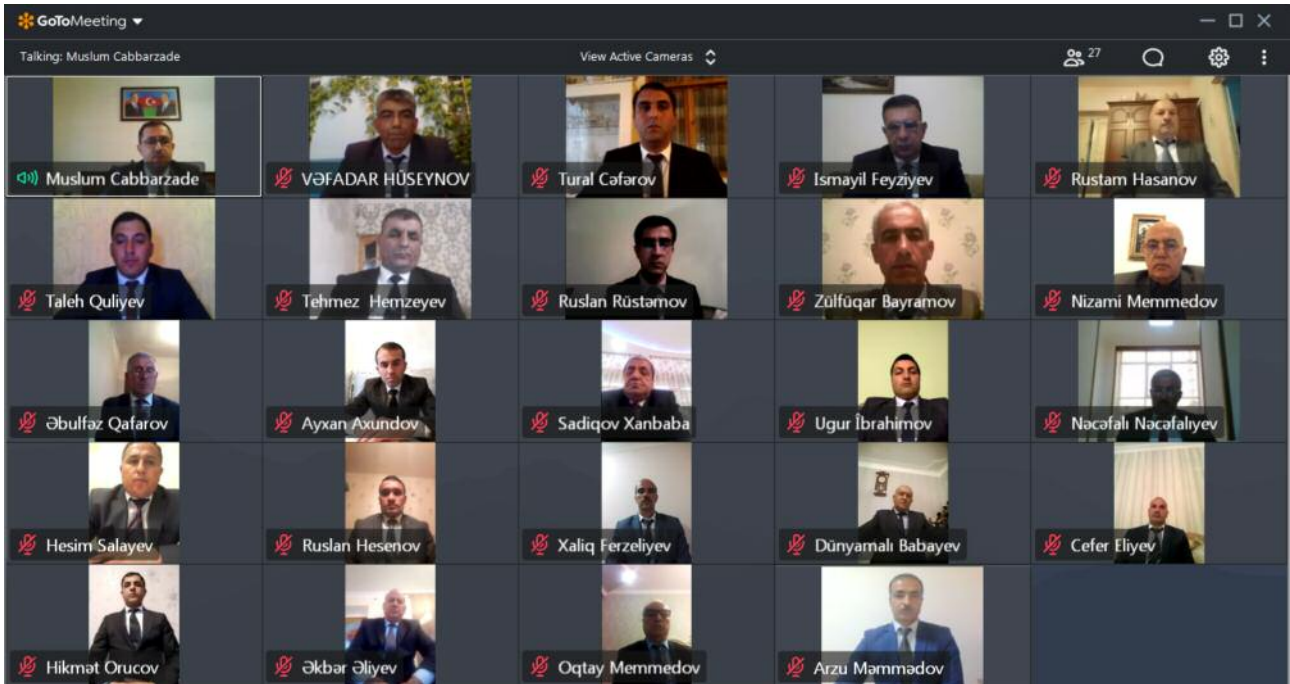 GoToMeeting
Talking: Muslum Cabbarzade
View Active Cameras
27
Muslum Cabbarzade
VƏFADAR HÜSEYNOV
Tural Cəfərov
Ismayil Feyziyev
Rustam Hasanov
Taleh Quliyev
Tehmez Hemzeyev
Ruslan Rüstəmov
Zülfüqar Bayramov
Nizami Memmedov
Əbulfəz Qafarov
Ayxan Axundov
Sadiqov Xanbaba
Ugur Îbrahimov
Nəcəfalı Nəcəfalıyev
Hesim Salayev
Ruslan Hesenov
Xaliq Ferzeliyev
Dünyamalı Babayev
Cefer Eliyev
Hikmət Orucov
Əkbər Əliyev
Oqtay Memmedov
Arzu Məmmədov